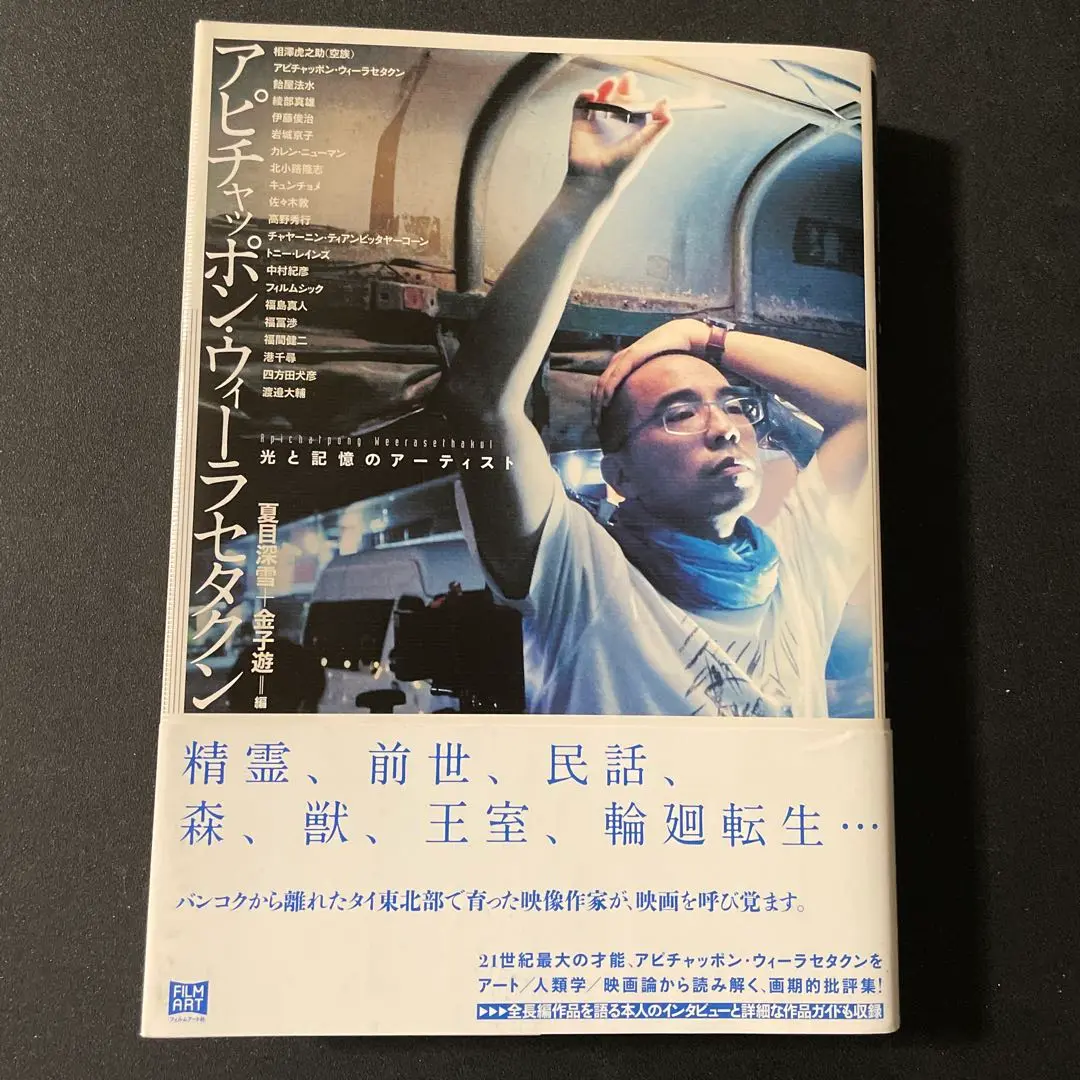 アピチャッポン・ウィーラセタクン
相澤虎之助(空族)
アピチャッポン・ウィーラセタクン
飴屋法水
綾部真雄
伊藤俊治
岩城京子
カレン・ニューマン
北小路隆志
キュンチョメ
佐々木敦
高野秀行
チャヤーニン・ティアンピッタヤーコーン
トニー・レインズ
中村紀彦
フィルムシック
福島真人
福冨渉
福間健二
港千尋
四方田犬彦
渡邉大輔
Apichatpong Weerasethakul
光と記憶のアーティスト
夏目深雪+金子遊=編
精霊、前世、民話、
森、獣、王室、輪廻転生…
バンコクから離れたタイ東北部で育った映像作家が、映画を呼び覚ます。
21世紀最大の才能、アピチャッポン・ウィーラセタクンを
アート/人類学/映画論から読み解く、画期的批評集!
▶▶▶全長編作品を語る本人のインタビューと詳細な作品ガイドも収録
FILM
ART
フィルムアート社